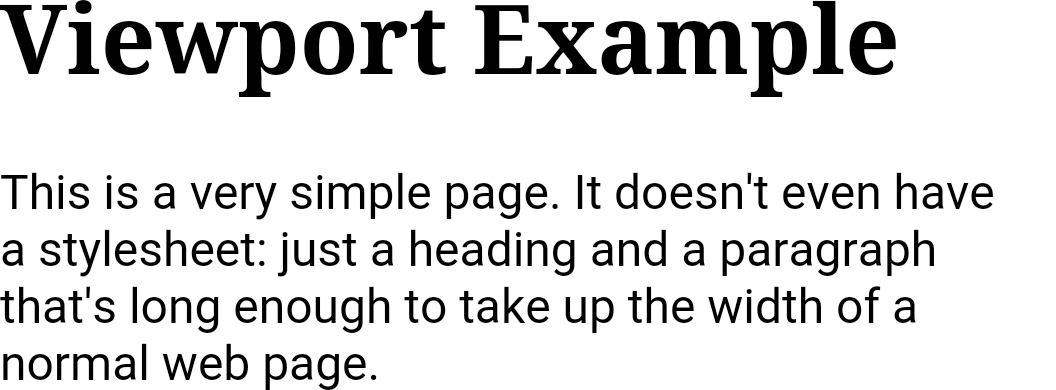 Viewport Example
This is a very simple page. It doesn't even have
a stylesheet: just a heading and a paragraph
that's long enough to take up the width of a
normal web page.